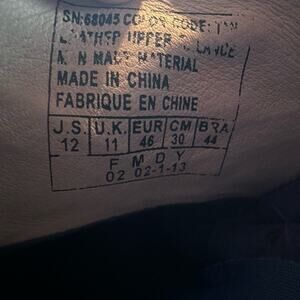 SN:68045 COLOR CODE: TAN
LEATHER UPPER BALANCE
MAN MADE MATERIAL
MADE IN CHINA
FABRIQUE EN CHINE
J.S. U.K. EUR CM BRA
12 11 46 30 44
F M D Y
02 02-1-13